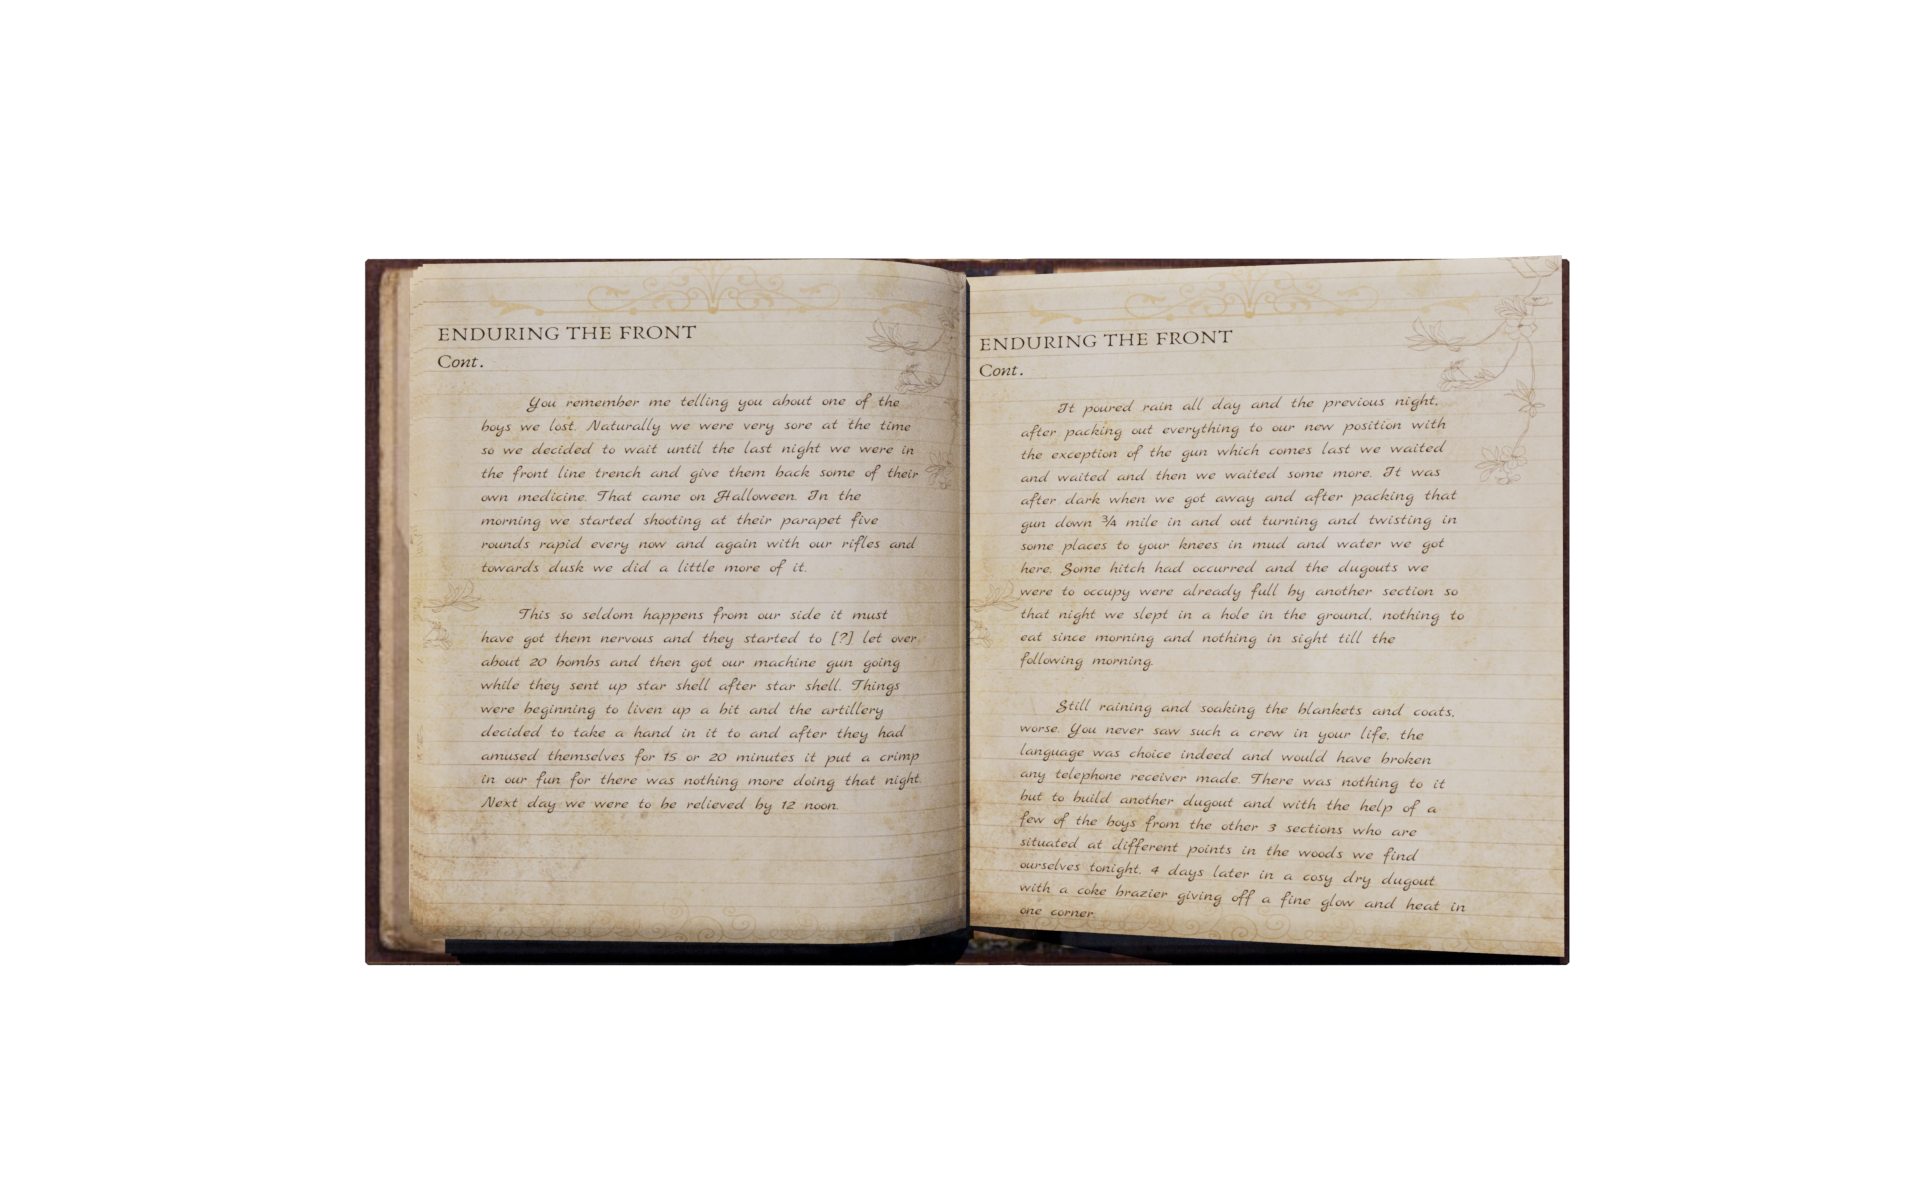 ENDURING THE FRONT
Cont.
You remember me telling you about one of the
boys we lost. Naturally we were very sore at the time
so we decided to wait until the last night we were in
the front line trench and give them back some of their
own medicine. That came on Halloween. In the
morning we started shooting at their parapet five
rounds rapid every now and again with our rifles and
towards dusk we did a little more of it.
This so seldom happens from our side it must
have got them nervous and they started to [?] let over
about 20 bombs and then got our machine gun going
while they sent up star shell after star shell. Things
were beginning to liven up a bit and the artillery
decided to take a hand in it to and after they had
amused themselves for 15 or 20 minutes it put a crimp
in our fun for there was nothing more doing that night.
Next day we were to be relieved by 12 noon.
ENDURING THE FRONT
Cont.
It poured rain all day and the previous night,
after packing out everything to our new position with
the exception of the gun which comes last we waited
and waited and then we waited some more. It was
after dark when we got away and after packing that
gun down ¾ mile in and out turning and twisting in
some places to your knees in mud and water we got
here. Some hitch had occurred and the dugouts we
were to occupy were already full by another section so
that night we slept in a hole in the ground, nothing to
eat since morning and nothing in sight till the
following morning.
Still raining and soaking the blankets and coats,
worse. You never saw such a crew in your life, the
language was choice indeed and would have broken
any telephone receiver made. There was nothing to it
but to build another dugout and with the help of a
few of the boys from the other 3 sections who are
situated at different points in the woods we find
ourselves tonight, 4 days later in a cosy dry dugout
with a coke brazier giving off a fine glow and heat in
one corner.